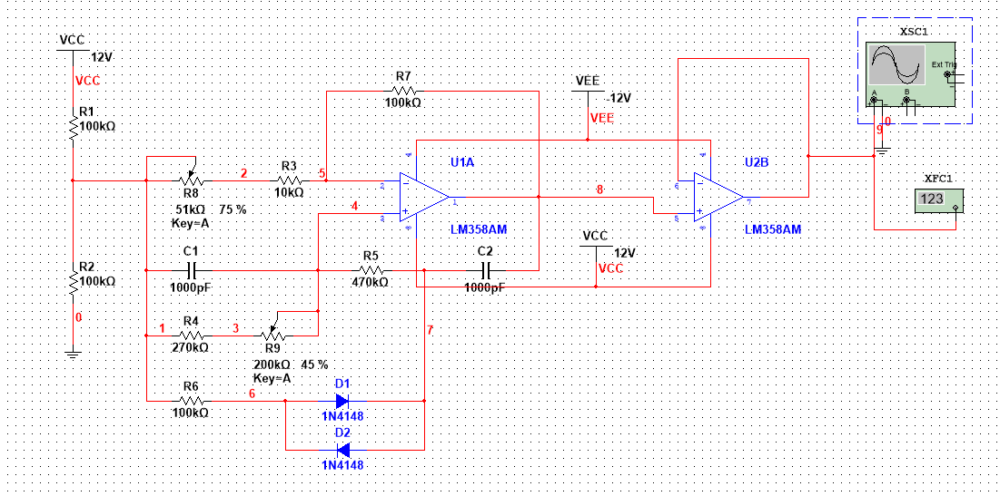 XSC1
Ext Trig
+
-
A
B
+
-
+
-
0
9
VCC
12V
VCC
R1
100kΩ
R7
100kΩ
VEE
-12V
VEE
4
4
U1A
U2B
R8
51kΩ
75 %
Key=A
2
R3
10kΩ
5
2
3
1
8
8
LM358AM
6
5
7
8
LM358AM
XFC1
123
4
C1
1000pF
R5
470kΩ
C2
1000pF
VCC
12V
VCC
R2
100kΩ
0
1
R4
270kΩ
3
R9
200kΩ
45 %
Key=A
7
R6
100kΩ
6
D1
1N4148
D2
1N4148